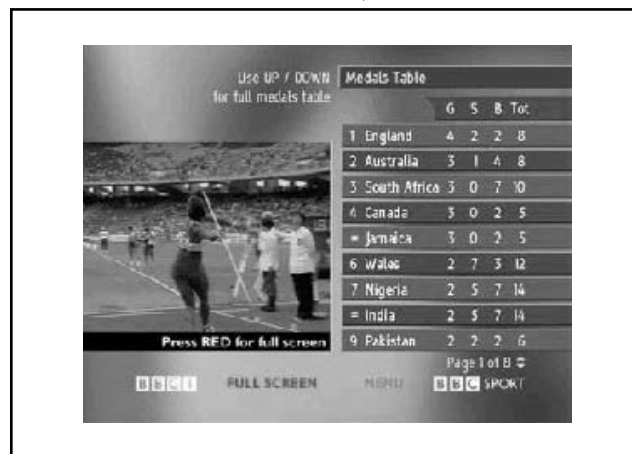 Use UP / DOWN
for full medals table
Medals Table
G S B Tot
1 England 4 2 2 8
2 Australia 3 1 4 8
3 South Africa 3 0 7 10
4 Canada 3 0 2 5
= Jamaica 3 0 2 5
6 Wales 2 7 3 12
7 Nigeria 2 5 7 14
= India 2 5 7 14
9 Pakistan 2 2 2 6
Press RED for full screen
Page 1 of 8
BBC 1 FULL SCREEN MENU BBC SPORT